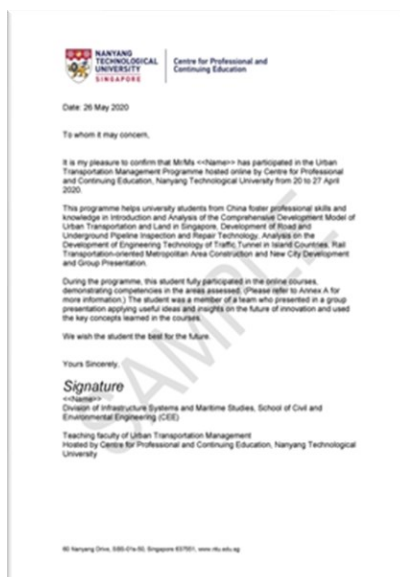 NANYANG
TECHNOLOGICAL
UNIVERSITY
SINGAPORE
Centre for Professional and
Continuing Education
Date: 26 May 2020
To whom it may concern,
It is my pleasure to confirm that Mr/Ms <<Name>> has participated in the Urban
Transportation Management Programme hosted online by Centre for Professional
and Continuing Education, Nanyang Technological University from 20 to 27 April
2020.
This programme helps university students from China foster professional skills and
knowledge in Introduction and Analysis of the Comprehensive Development Model of
Urban Transportation and Land in Singapore, Development of Road and
Underground Pipeline Inspection and Repair Technology, Analysis on the
Development of Engineering Technology of Traffic Tunnel in Island Countries, Rail
Transportation-oriented Metropolitan Area Construction and New City Development
and Group Presentation.
During the programme, this student fully participated in the online courses,
demonstrating competencies in the areas assessed. (Please refer to Annex A for
more information.) The student was a member of a team who presented in a group
presentation applying useful ideas and insights on the future of innovation and used
the key concepts learned in the courses.
We wish the student the best for the future.
Yours Sincerely,
Signature
<<Name>>
Division of Infrastructure Systems and Maritime Studies, School of Civil and
Environmental Engineering (CEE)
Teaching faculty of Urban Transportation Management
Hosted by Centre for Professional and Continuing Education, Nanyang Technological
University
SAMPLE
Nanyang Drive, Singapore 637551, www.ntu.edu.sg